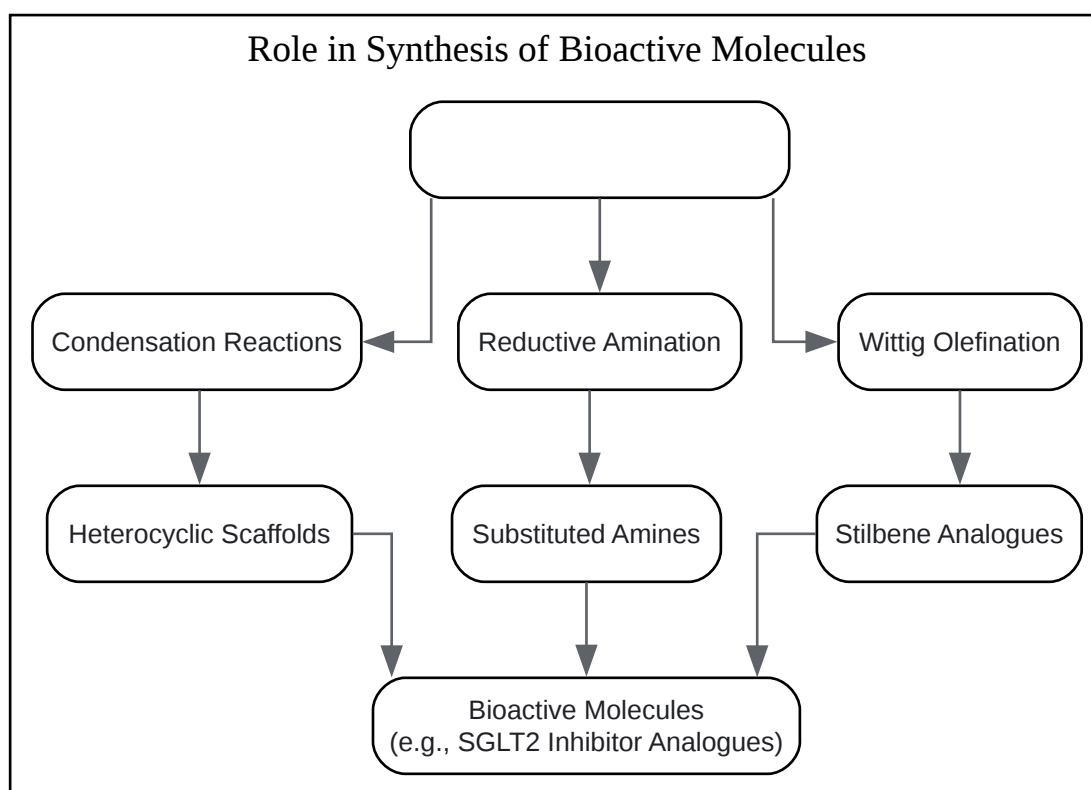 Role in Synthesis of Bioactive Molecules
Condensation Reactions
Reductive Amination
Wittig Olefination
Heterocyclic Scaffolds
Substituted Amines
Stilbene Analogues
Bioactive Molecules
(e.g., SGLT2 Inhibitor Analogues)